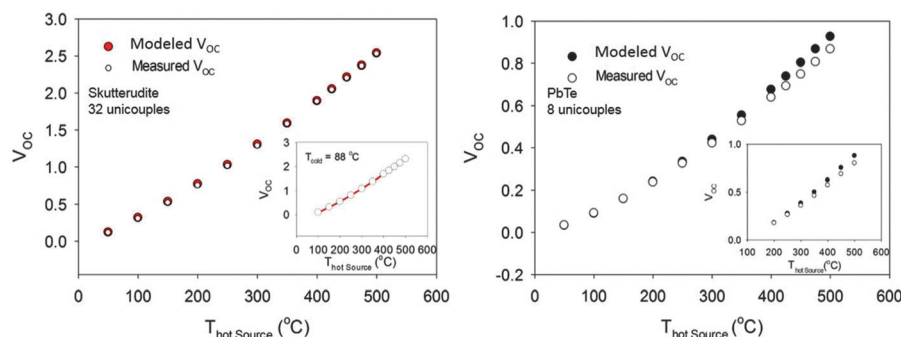 3.0
2.5
2.0
1.5
1.0
0.5
0.0
V_OC
Modeled V_OC
Measured V_OC
Skutterudite
32 unicouples
3
2
1
0
V_OC
T_cold = 88 °C
100 200 300 400 500 600
T_hot Source (°C)
0 100 200 300 400 500 600
T_hot Source (°C)
1.0
0.8
0.6
0.4
0.2
0.0
-0.2
V_OC
Modeled V_OC
Measured V_OC
PbTe
8 unicouples
1.0
0.5
0.0
V_OC
100 200 300 400 500 600
T_hot Source (°C)
0 100 200 300 400 500 600
T_hot Source (°C)